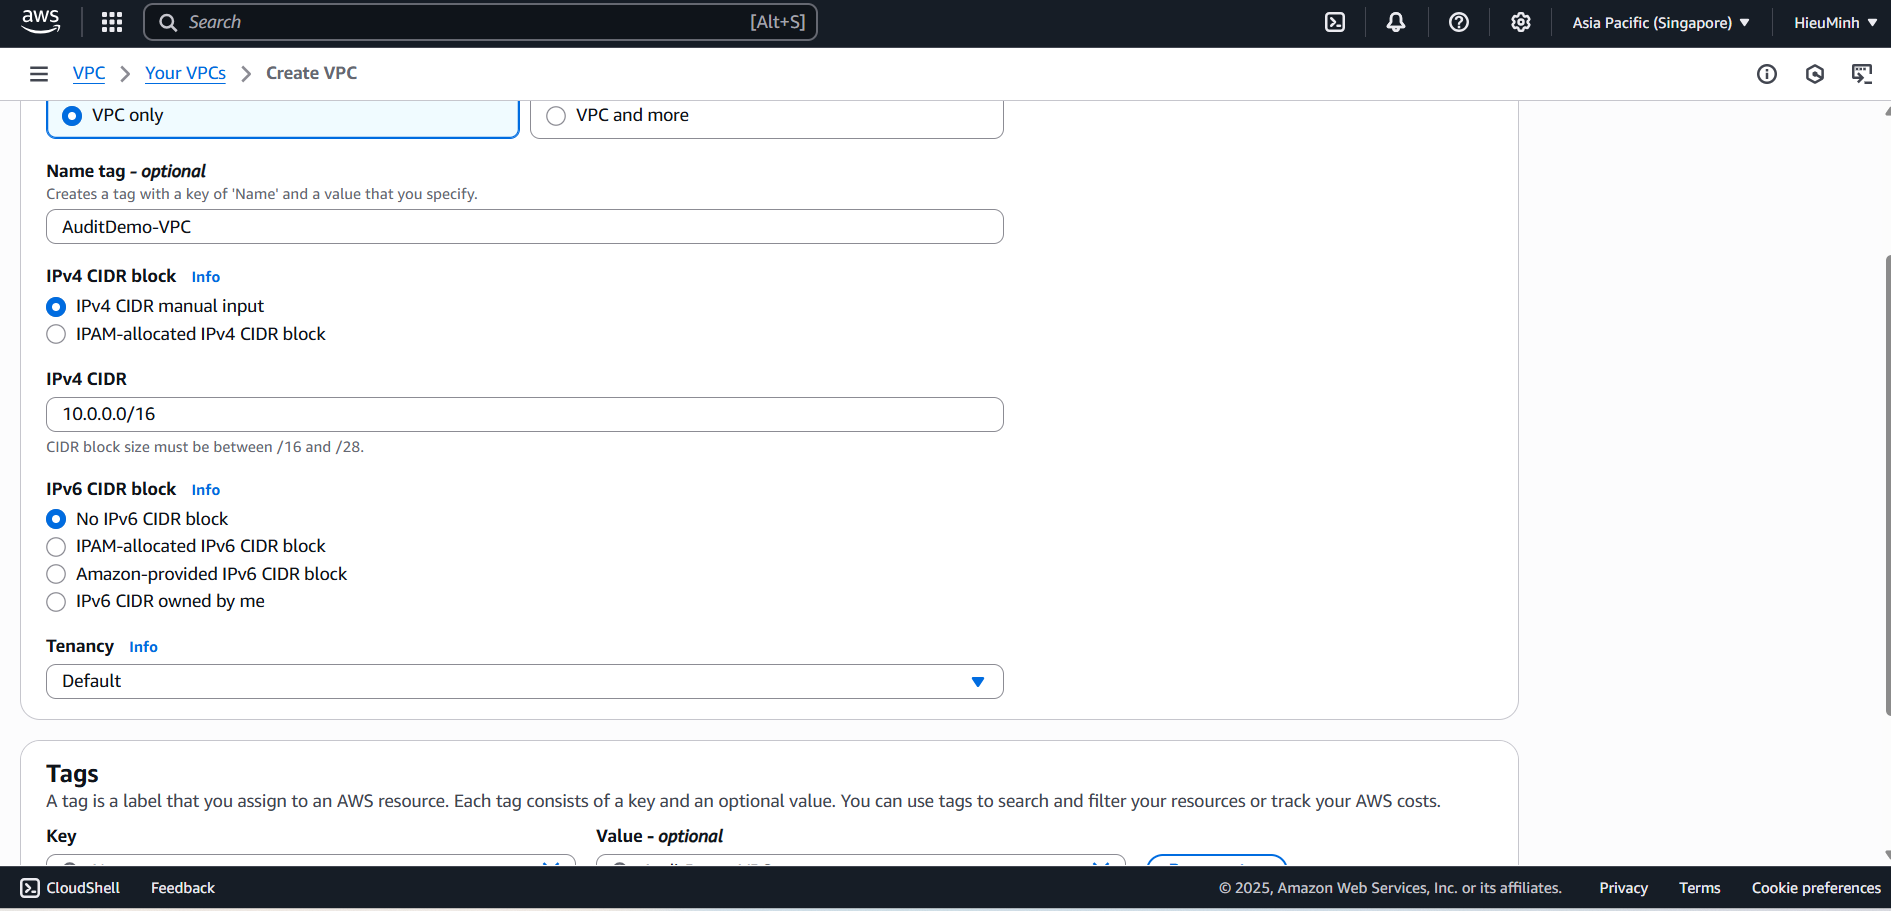 aws Search [Alt+S] Asia Pacific (Singapore) HieuMinh
VPC Your VPCs Create VPC
VPC only VPC and more
Name tag - optional
Creates a tag with a key of 'Name' and a value that you specify.
AuditDemo-VPC
IPv4 CIDR block Info
IPv4 CIDR manual input
IPAM-allocated IPv4 CIDR block
IPv4 CIDR
10.0.0.0/16
CIDR block size must be between /16 and /28.
IPv6 CIDR block Info
No IPv6 CIDR block
IPAM-allocated IPv6 CIDR block
Amazon-provided IPv6 CIDR block
IPv6 CIDR owned by me
Tenancy Info
Default
Tags
A tag is a label that you assign to an AWS resource. Each tag consists of a key and an optional value. You can use tags to search and filter your resources or track your AWS costs.
Key Value - optional
CloudShell Feedback © 2025, Amazon Web Services, Inc. or its affiliates. Privacy Terms Cookie preferences